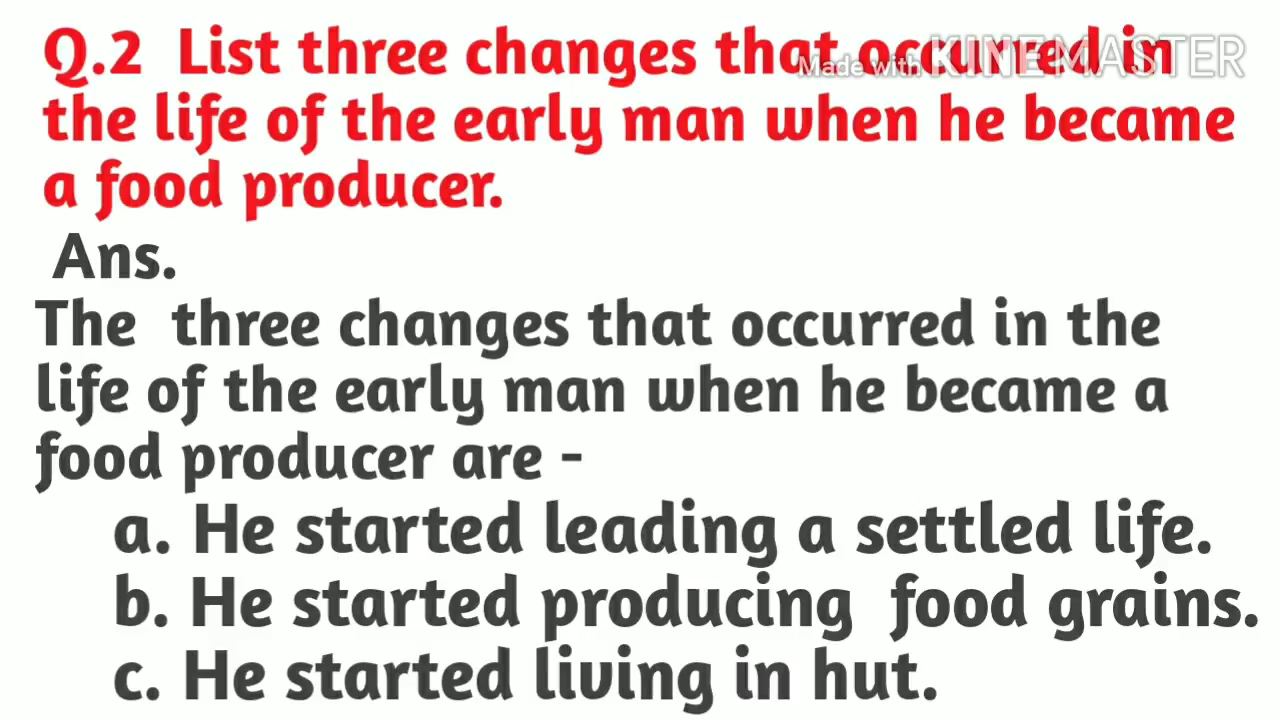 Q.2 List three changes that occurred in
Made with KINEMASTER
the life of the early man when he became
a food producer.
Ans.
The three changes that occurred in the
life of the early man when he became a
food producer are -
a. He started leading a settled life.
b. He started producing food grains.
c. He started living in hut.